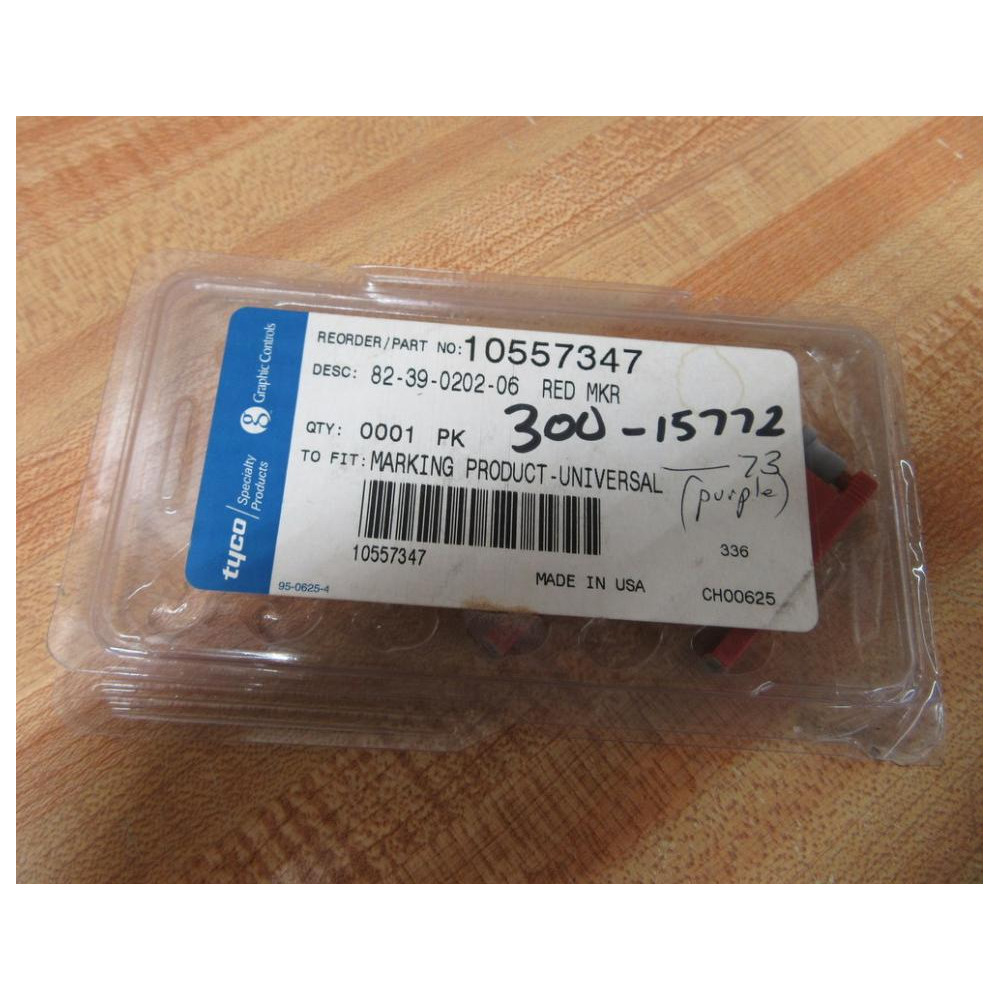 REORDER/PART NO: 10557347
DESC: 82-39-0202-06 RED MKR
300-15772
QTY: 0001 PK
— 73
TO FIT: MARKING PRODUCT-UNIVERSAL
(purple)
10557347
336
MADE IN USA
CH00625
95-0625-4
tyco Specialty
Products
Graphic Controls